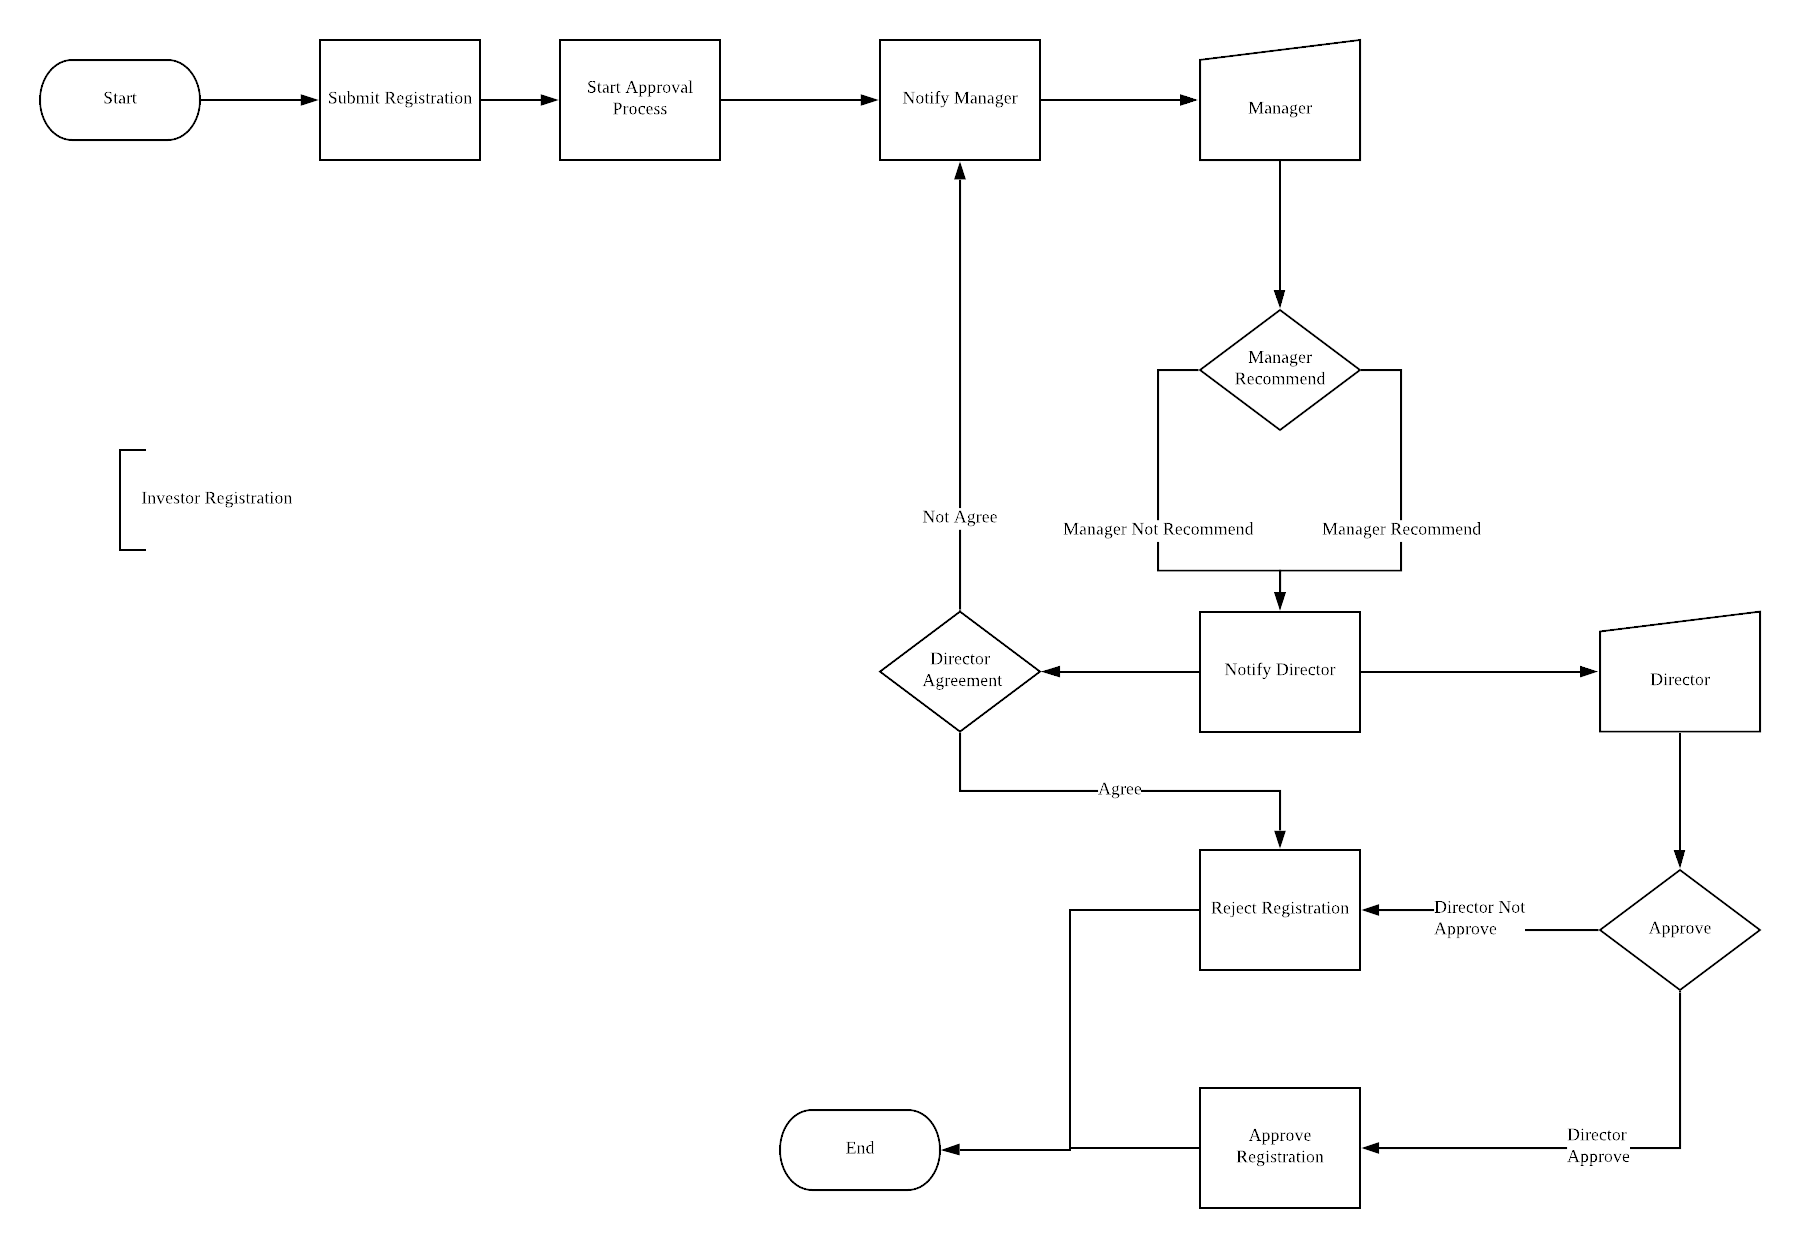 Start
Submit Registration
Start Approval
Process
Notify Manager
Manager
Manager
Recommend
Investor Registration
Not Agree
Manager Not Recommend
Manager Recommend
Director
Agreement
Notify Director
Director
Agree
Reject Registration
Director Not
Approve
Approve
End
Approve
Registration
Director
Approve